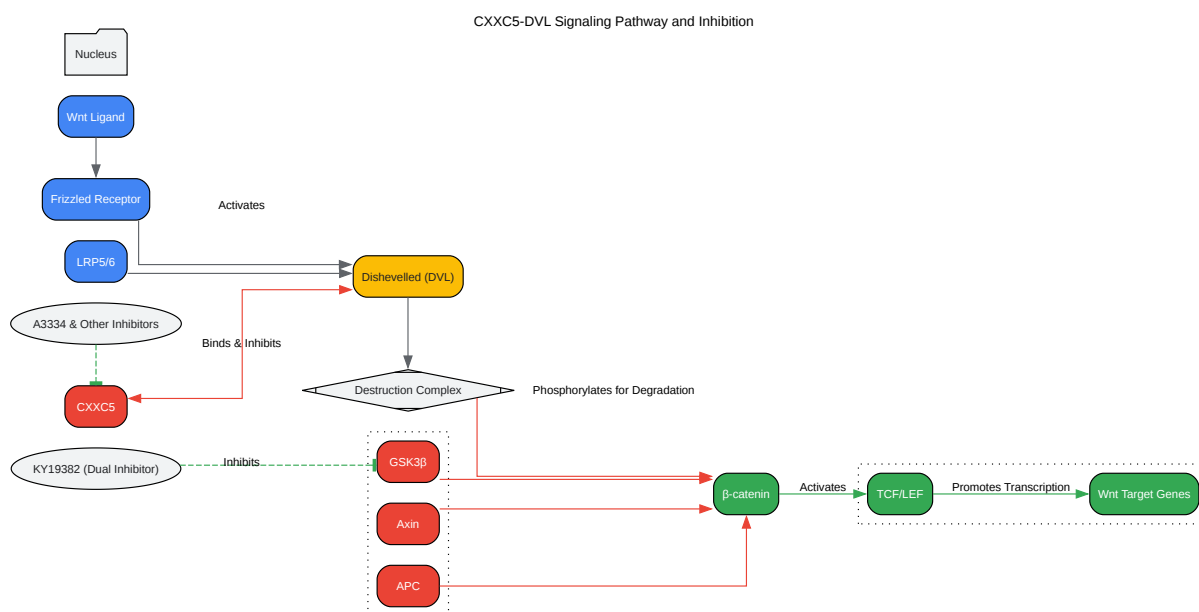 CXXC5-DVL Signaling Pathway and Inhibition
Nucleus
Wnt Ligand
Frizzled Receptor
Activates
LRP5/6
Dishevelled (DVL)
A3334 & Other Inhibitors
Binds & Inhibits
Destruction Complex
Phosphorylates for Degradation
CXXC5
KY19382 (Dual Inhibitor)
Inhibits
GSK3β
β-catenin
Activates
TCF/LEF
Promotes Transcription
Wnt Target Genes
Axin
APC